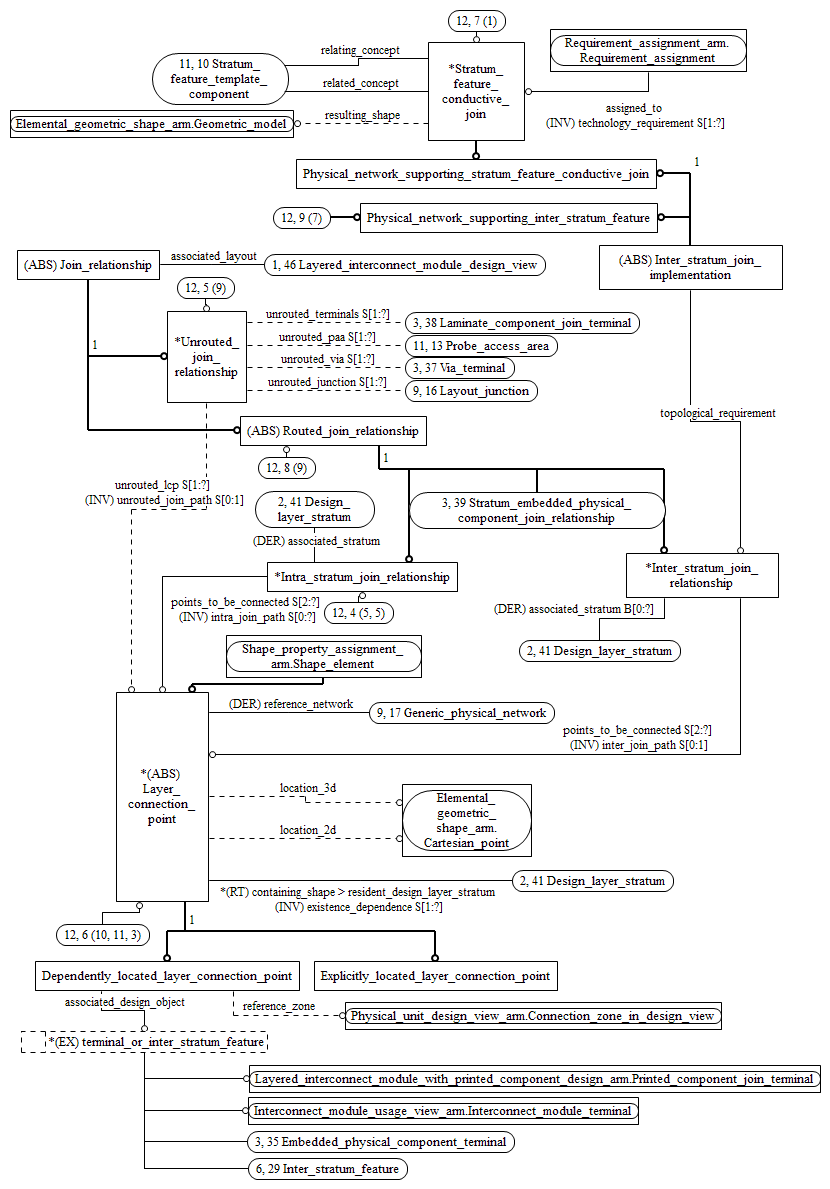 12, 7 (1)
relating_concept
11, 10 Stratum_
feature_template_
component
related_concept
*Stratum_
feature_
conductive_
join
Requirement_assignment_arm.
Requirement_assignment
assigned_to
(INV) technology_requirement S[1:?]
resulting_shape
Elemental_geometric_shape_arm.Geometric_model
Physical_network_supporting_stratum_feature_conductive_join
1
12, 9 (7)
Physical_network_supporting_inter_stratum_feature
(ABS) Join_relationship
associated_layout
1, 46 Layered_interconnect_module_design_view
(ABS) Inter_stratum_join_
implementation
12, 5 (9)
1
*Unrouted_
join_
relationship
unrouted_terminals S[1:?]
3, 38 Laminate_component_join_terminal
unrouted_paa S[1:?]
11, 13 Probe_access_area
unrouted_via S[1:?]
3, 37 Via_terminal
unrouted_junction S[1:?]
9, 16 Layout_junction
topological_requirement
(ABS) Routed_join_relationship
1
12, 8 (9)
unrouted_lcp S[1:?]
(INV) unrouted_join_path S[0:1]
2, 41 Design_
layer_stratum
3, 39 Stratum_embedded_physical_
component_join_relationship
(DER) associated_stratum
*Intra_stratum_join_relationship
*Inter_stratum_join_
relationship
points_to_be_connected S[2:?]
(INV) intra_join_path S[0:?]
12, 4 (5, 5)
(DER) associated_stratum B[0:?]
2, 41 Design_layer_stratum
Shape_property_assignment_
arm.Shape_element
(DER) reference_network
9, 17 Generic_physical_network
points_to_be_connected S[2:?]
(INV) inter_join_path S[0:1]
*(ABS)
Layer_
connection_
point
location_3d
Elemental_
geometric_
shape_arm.
Cartesian_point
location_2d
2, 41 Design_layer_stratum
*(RT) containing_shape > resident_design_layer_stratum
(INV) existence_dependence S[1:?]
12, 6 (10, 11, 3)
1
Dependently_located_layer_connection_point
Explicitly_located_layer_connection_point
associated_design_object
reference_zone
Physical_unit_design_view_arm.Connection_zone_in_design_view
*(EX) terminal_or_inter_stratum_feature
Layered_interconnect_module_with_printed_component_design_arm.Printed_component_join_terminal
Interconnect_module_usage_view_arm.Interconnect_module_terminal
3, 35 Embedded_physical_component_terminal
6, 29 Inter_stratum_feature